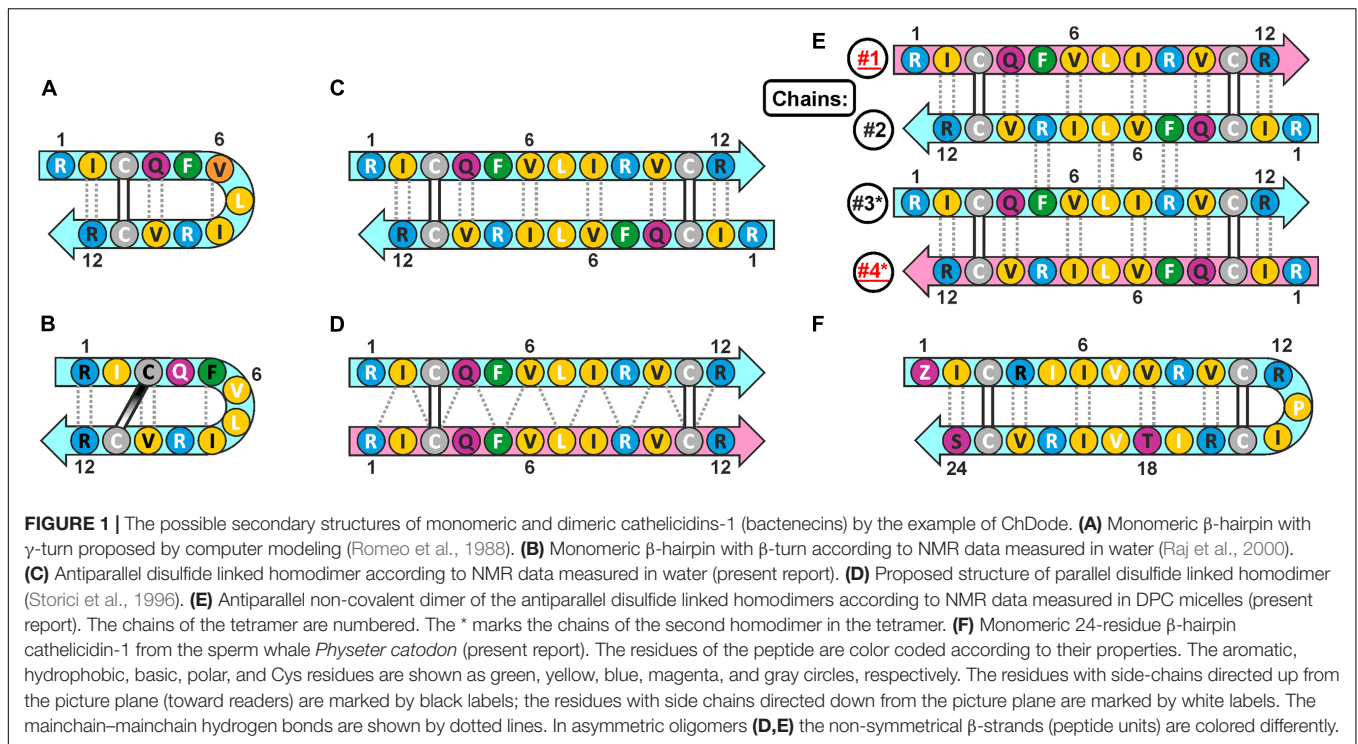 A
1 6
R I C Q F V
L
R C V R I
12
B
1
R I C Q F V 6
L
R C V R I
12
C
1 6 12
R I C Q F V L I R V C R
R C V R I L V F Q C I R
12 6 1
D
1 6 12
R I C Q F V L I R V C R
R I C Q F V L I R V C R
1 6 12
E
1 6 12
#1 R I C Q F V L I R V C R
Chains:
#2 R C V R I L V F Q C I R
12 6 1
6 12
#3* R I C Q F V L I R V C R
#4* R C V R I L V F Q C I R
12 6 1
F
1 6 12
Z I C R I I V V R V C R
P
S C V R I V T I R C I
24 18
FIGURE 1 | The possible secondary structures of monomeric and dimeric cathelicidins-1 (bactenecins) by the example of ChDode. (A) Monomeric β-hairpin with
γ-turn proposed by computer modeling (Romeo et al., 1988). (B) Monomeric β-hairpin with β-turn according to NMR data measured in water (Raj et al., 2000).
(C) Antiparallel disulfide linked homodimer according to NMR data measured in water (present report). (D) Proposed structure of parallel disulfide linked homodimer
(Storici et al., 1996). (E) Antiparallel non-covalent dimer of the antiparallel disulfide linked homodimers according to NMR data measured in DPC micelles (present
report). The chains of the tetramer are numbered. The * marks the chains of the second homodimer in the tetramer. (F) Monomeric 24-residue β-hairpin
cathelicidin-1 from the sperm whale Physeter catodon (present report). The residues of the peptide are color coded according to their properties. The aromatic,
hydrophobic, basic, polar, and Cys residues are shown as green, yellow, blue, magenta, and gray circles, respectively. The residues with side-chains directed up from
the picture plane (toward readers) are marked by black labels; the residues with side chains directed down from the picture plane are marked by white labels. The
mainchain–mainchain hydrogen bonds are shown by dotted lines. In asymmetric oligomers (D,E) the non-symmetrical β-strands (peptide units) are colored differently.